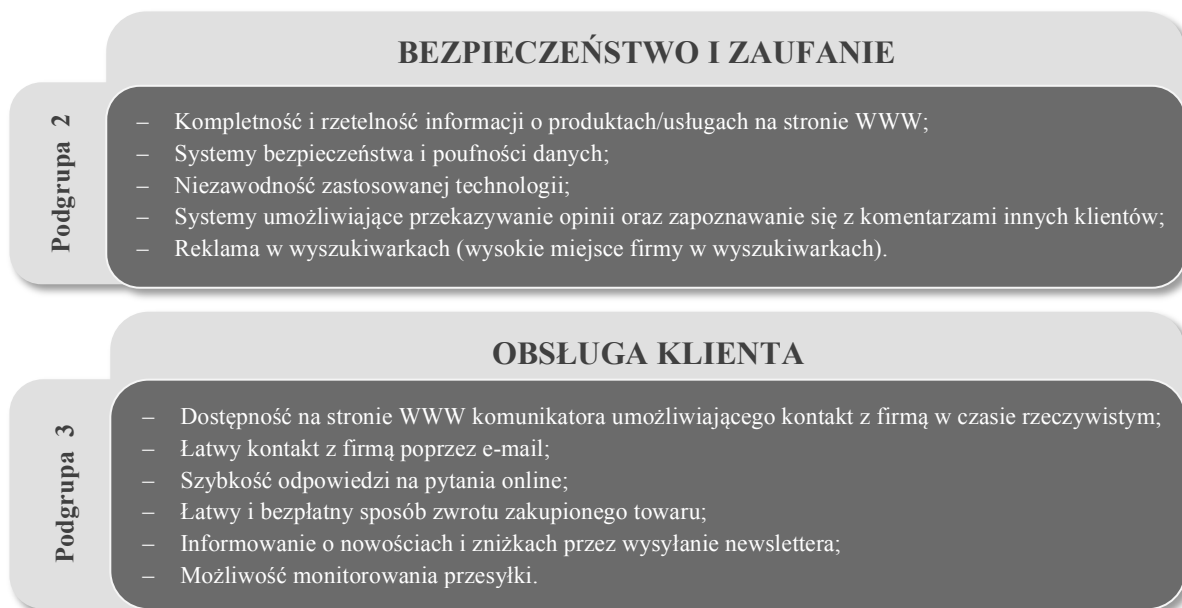 BEZPIECZEŃSTWO I ZAUFANIE
Podgrupa 2
– Kompletność i rzetelność informacji o produktach/usługach na stronie WWW;
– Systemy bezpieczeństwa i poufności danych;
– Niezawodność zastosowanej technologii;
– Systemy umożliwiające przekazywanie opinii oraz zapoznawanie się z komentarzami innych klientów;
– Reklama w wyszukiwarkach (wysokie miejsce firmy w wyszukiwarkach).
OBSŁUGA KLIENTA
Podgrupa 3
– Dostępność na stronie WWW komunikatora umożliwiającego kontakt z firmą w czasie rzeczywistym;
– Łatwy kontakt z firmą poprzez e-mail;
– Szybkość odpowiedzi na pytania online;
– Łatwy i bezpłatny sposób zwrotu zakupionego towaru;
– Informowanie o nowościach i zniżkach przez wysyłanie newslettera;
– Możliwość monitorowania przesyłki.